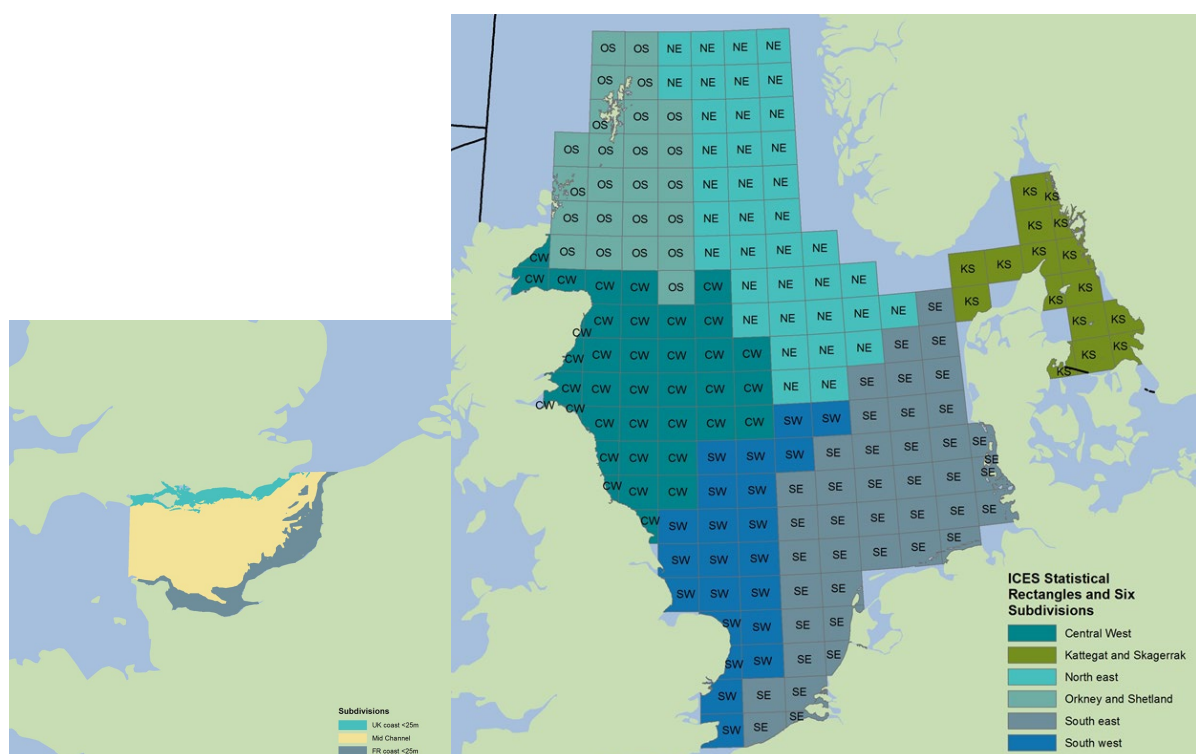 OS OS NE NE NE NE
OS OS NE NE NE NE
OS OS OS NE NE NE
OS OS OS OS NE NE NE
OS OS OS OS NE NE NE KS KS
OS OS OS OS NE NE NE KS KS
CW OS OS OS OS NE NE NE NE KS KS KS KS
CW CW CW CW OS CW NE NE NE NE KS KS KS
CW CW CW CW CW NE NE NE NE NE SE KS KS
CW CW CW CW CW CW NE NE NE SE SE KS KS
CW CW CW CW CW CW NE NE SE SE SE KS
CW CW CW CW CW CW CW SW SW SE SE SE
CW CW CW SW SW SW SE SE SE SE SE
CW CW CW SW SW SE SE SE SE SE SE SE
CW SW SW SW SE SE SE SE SE SE
SW SW SW SE SE SE SE SE
SW SW SW SE SE
SW SW SE SE
SW SW SE SE
SW SE SE
SW SE SE
ICES Statistical
Rectangles and Six
Subdivisions
Central West
Kattegat and Skagerrak
North east
Orkney and Shetland
South east
South west
Subdivisions
UK coast <25m
Mid Channel
FR coast <25m